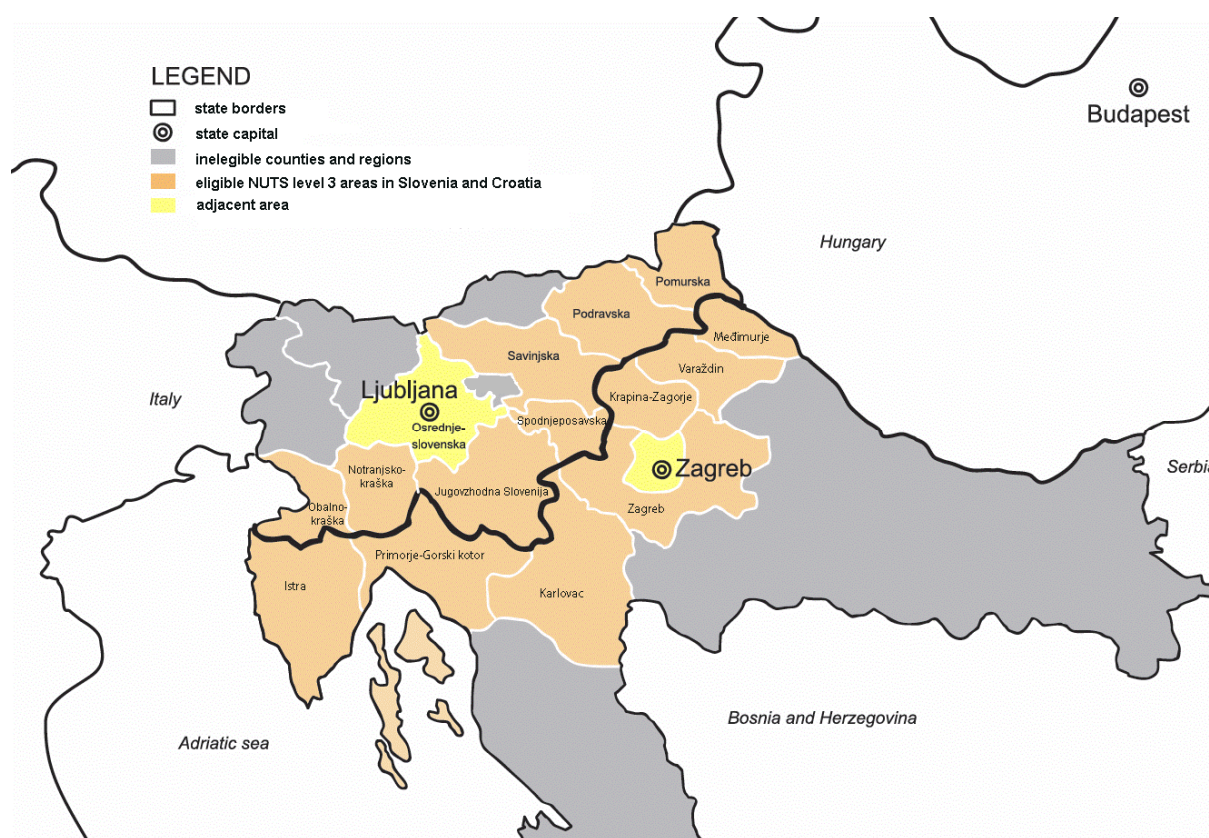 LEGEND
state borders
state capital
inelegible counties and regions
eligible NUTS level 3 areas in Slovenia and Croatia
adjacent area
Budapest
Hungary
Pomurska
Podravska
Međimurje
Savinjska
Varaždin
Italy
Ljubljana
Krapina-Zagorje
Osrednje-
slovenska
Spodnjeposavska
Zagreb
Serbia
Notranjsko-
kraška
Jugovzhodna Slovenija
Obalno-
kraška
Zagreb
Primorje-Gorski kotor
Istra
Karlovac
Bosnia and Herzegovina
Adriatic sea